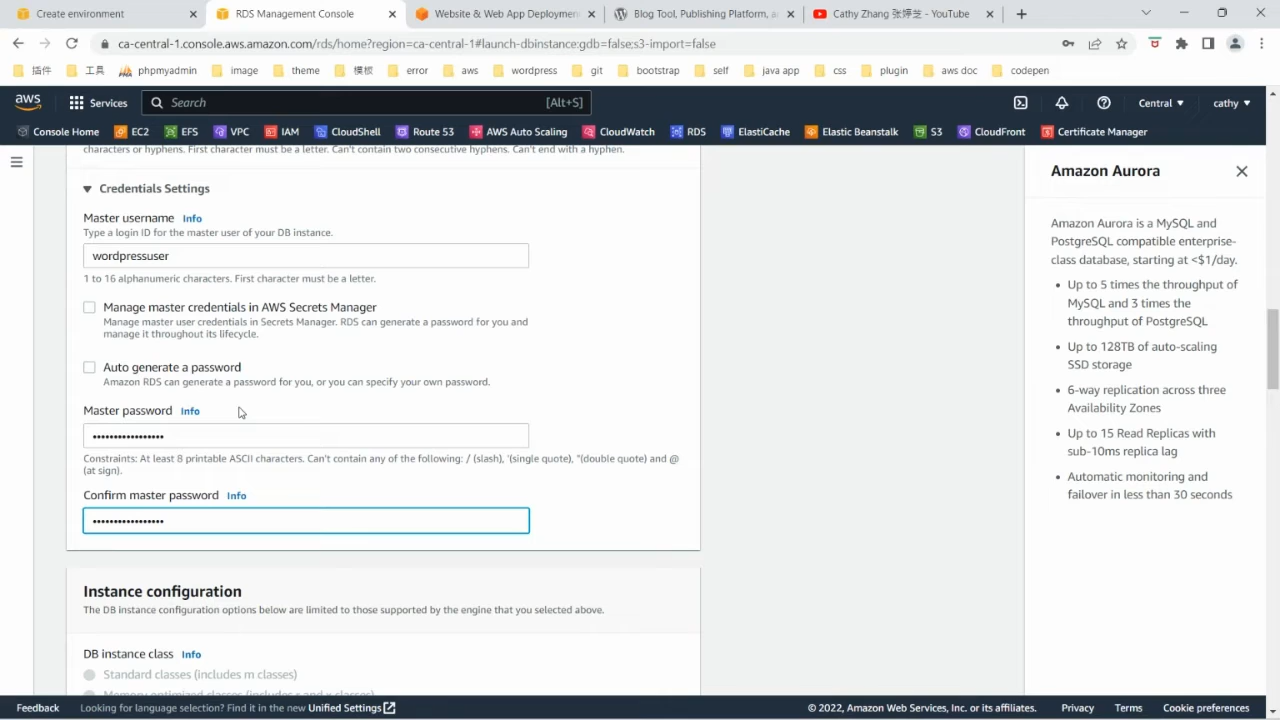 Create environment
RDS Management Console
Website & Web App Deploymen
Blog Tool, Publishing Platform, a
Cathy Zhang 张婷芝 - YouTube
ca-central-1.console.aws.amazon.com/rds/home?region=ca-central-1#launch-dbinstance:gdb=false;s3-import=false
插件 工具 phpmyadmin image theme 模板 error aws wordpress git bootstrap self java app css plugin aws doc codepen
aws Services Search [Alt+S] Central cathy
Console Home EC2 EFS VPC IAM CloudShell Route 53 AWS Auto Scaling CloudWatch RDS ElastiCache Elastic Beanstalk S3 CloudFront Certificate Manager
characters or hyphens. First character must be a letter. Can't contain two consecutive hyphens. Can't end with a hyphen.
Credentials Settings
Master username Info
Type a login ID for the master user of your DB instance.
wordpressuser
1 to 16 alphanumeric characters. First character must be a letter.
Manage master credentials in AWS Secrets Manager
Manage master user credentials in Secrets Manager. RDS can generate a password for you and
manage it throughout its lifecycle.
Auto generate a password
Amazon RDS can generate a password for you, or you can specify your own password.
Master password Info
•••••••••••••••••
Constraints: At least 8 printable ASCII characters. Can't contain any of the following: / (slash), '(single quote), "(double quote) and @
(at sign).
Confirm master password Info
•••••••••••••••••
Instance configuration
The DB instance configuration options below are limited to those supported by the engine that you selected above.
DB instance class Info
Standard classes (includes m classes)
Memory optimized classes (includes r and x classes)
Amazon Aurora
Amazon Aurora is a MySQL and
PostgreSQL compatible enterprise-
class database, starting at <$1/day.
• Up to 5 times the throughput of
MySQL and 3 times the
throughput of PostgreSQL
• Up to 128TB of auto-scaling
SSD storage
• 6-way replication across three
Availability Zones
• Up to 15 Read Replicas with
sub-10ms replica lag
• Automatic monitoring and
failover in less than 30 seconds
Feedback Looking for language selection? Find it in the new Unified Settings © 2022, Amazon Web Services, Inc. or its affiliates. Privacy Terms Cookie preferences